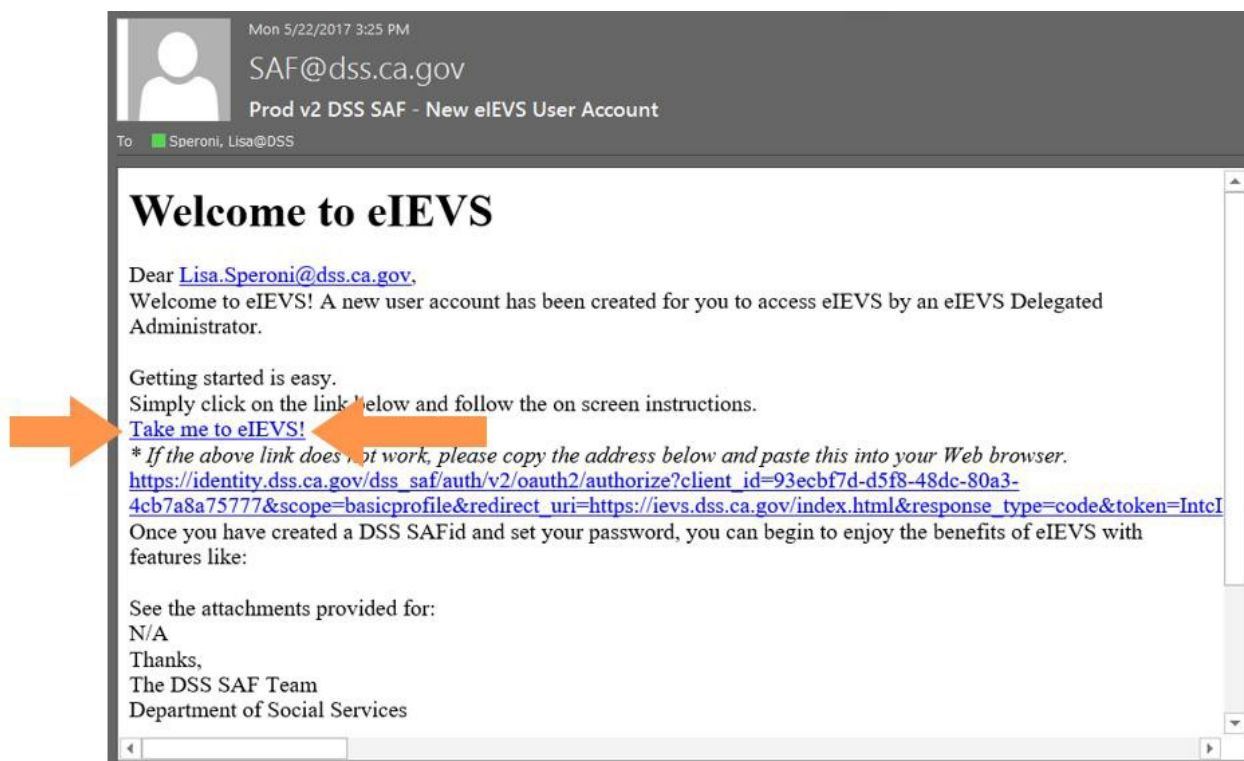 Mon 5/22/2017 3:25 PM
SAF@dss.ca.gov
Prod v2 DSS SAF - New eIEVS User Account
To Speroni, Lisa@DSS
Welcome to eIEVS
Dear Lisa.Speroni@dss.ca.gov,
Welcome to eIEVS! A new user account has been created for you to access eIEVS by an eIEVS Delegated
Administrator.
Getting started is easy.
Simply click on the link below and follow the on screen instructions.
Take me to eIEVS!
* If the above link does not work, please copy the address below and paste this into your Web browser.
https://identity.dss.ca.gov/dss_saf/auth/v2/oauth2/authorize?client_id=93ecbf7d-d5f8-48dc-80a3-
4cb7a8a75777&scope=basicprofile&redirect_uri=https://ievs.dss.ca.gov/index.html&response_type=code&token=IntcI
Once you have created a DSS SAFid and set your password, you can begin to enjoy the benefits of eIEVS with
features like:
See the attachments provided for:
N/A
Thanks,
The DSS SAF Team
Department of Social Services